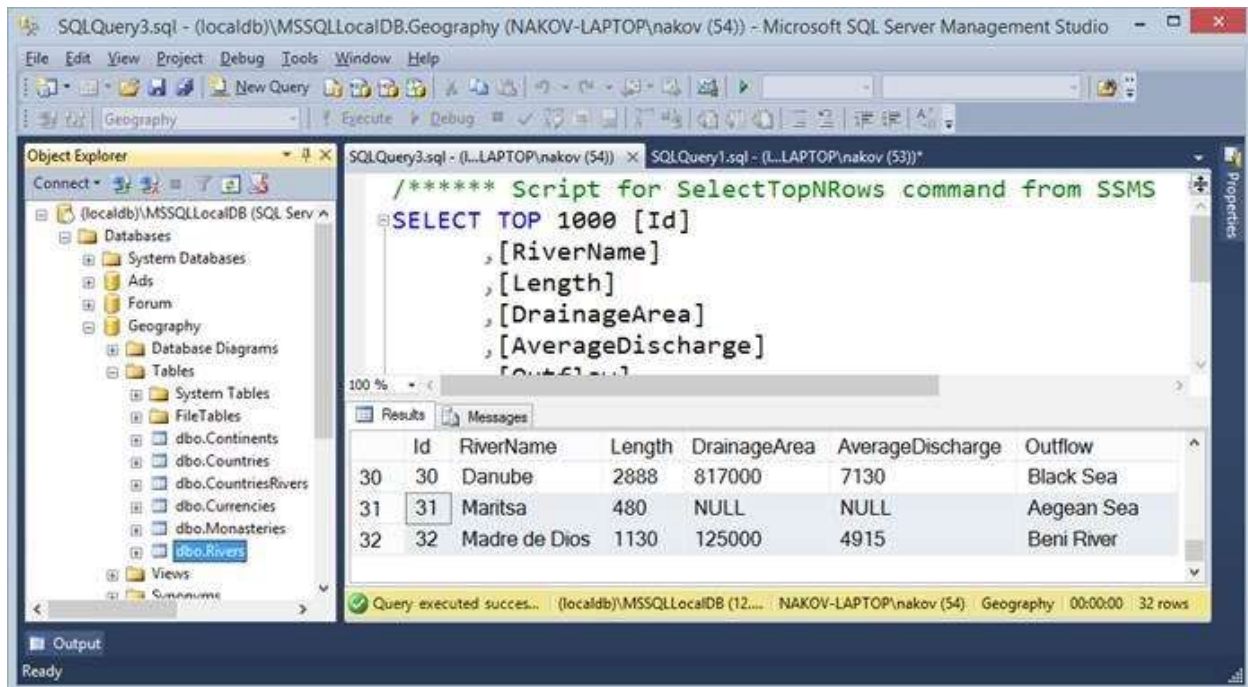 SQLQuery3.sql - (localdb)\MSSQLLocalDB.Geography (NAKOV-LAPTOP\nakov (54)) - Microsoft SQL Server Management Studio
File Edit View Project Debug Tools Window Help
New Query
Geography Execute Debug
Object Explorer
Connect
(localdb)\MSSQLLocalDB (SQL Serv
Databases
System Databases
Ads
Forum
Geography
Database Diagrams
Tables
System Tables
FileTables
dbo.Continents
dbo.Countries
dbo.CountriesRivers
dbo.Currencies
dbo.Monasteries
dbo.Rivers
Views
Synonyms
SQLQuery3.sql - (l...LAPTOP\nakov (54)) SQLQuery1.sql - (l...LAPTOP\nakov (53))*
/****** Script for SelectTopNRows command from SSMS
SELECT TOP 1000 [Id]
,[RiverName]
,[Length]
,[DrainageArea]
,[AverageDischarge]
[Outflow]
100 %
Results Messages
Id RiverName Length DrainageArea AverageDischarge Outflow
30 30 Danube 2888 817000 7130 Black Sea
31 31 Maritsa 480 NULL NULL Aegean Sea
32 32 Madre de Dios 1130 125000 4915 Beni River
Query executed succes... (localdb)\MSSQLLocalDB (12.... NAKOV-LAPTOP\nakov (54) Geography 00:00:00 32 rows
Properties
Output
Ready